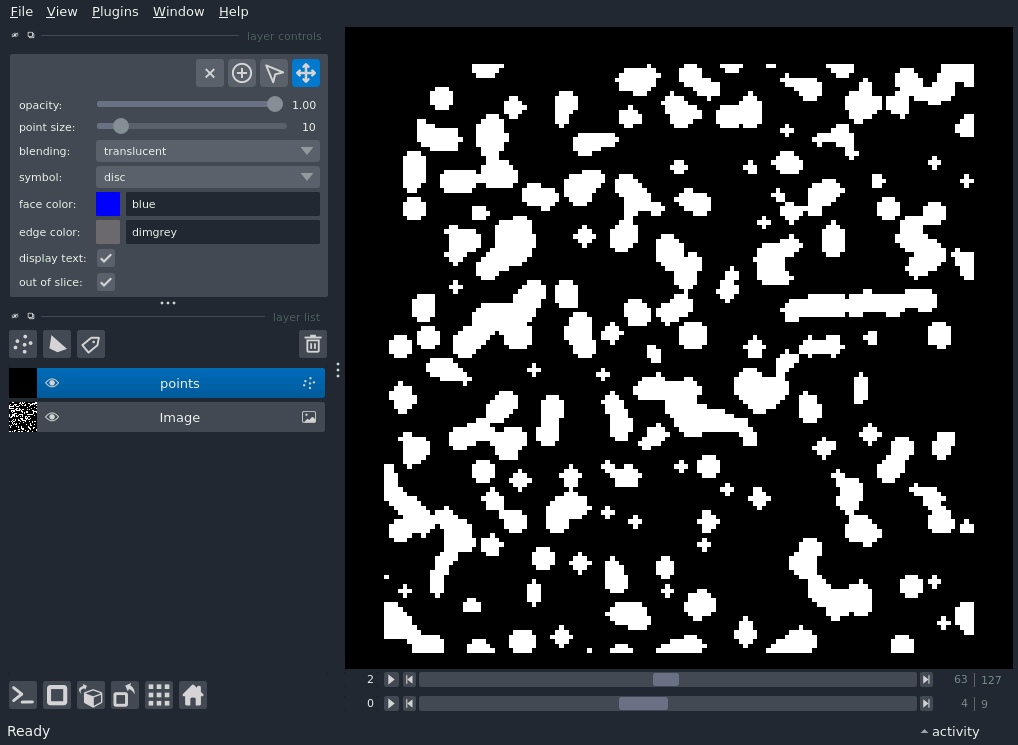 File View Plugins Window Help
layer controls
opacity: 1.00
point size: 10
blending: translucent
symbol: disc
face color: blue
edge color: dimgrey
display text:
out of slice:
layer list
points
Image
2 63 | 127
0 4 | 9
Ready activity